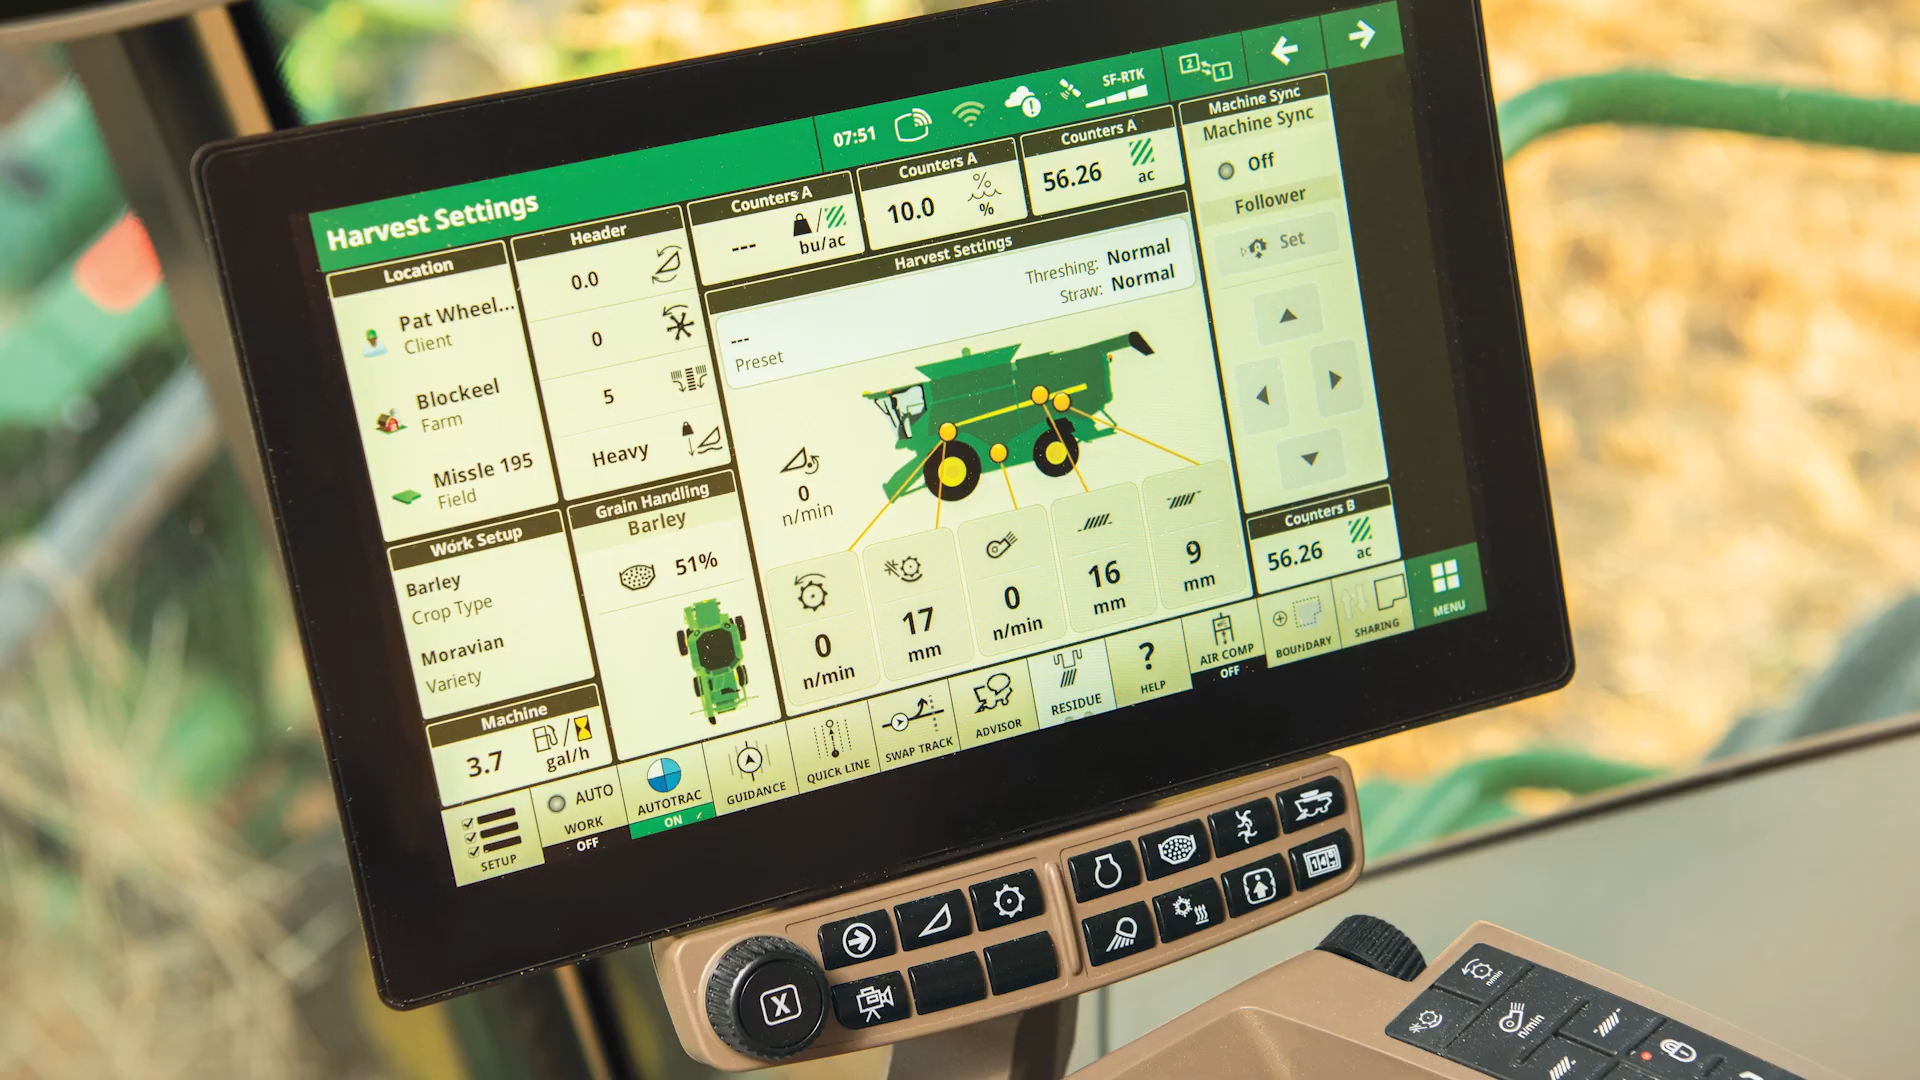 Harvest Settings
07:51
SF-RTK
2
1
Location
Pat Wheel...
Client
Blockeel
Farm
Missle 195
Field
Work Setup
Barley
Crop Type
Moravian
Variety
Machine
3.7
gal/h
Header
0.0
0
5
Heavy
Grain Handling
Barley
51%
Counters A
---
bu/ac
Counters A
10.0
%
%
Counters A
56.26
ac
Harvest Settings
Threshing: Normal
Straw: Normal
---
Preset
0
n/min
0
n/min
17
mm
0
n/min
16
mm
9
mm
Machine Sync
Machine Sync
Off
Follower
Set
Counters B
56.26
ac
SETUP
AUTO
WORK
OFF
AUTOTRAC
ON
GUIDANCE
QUICK LINE
SWAP TRACK
ADVISOR
RESIDUE
?
HELP
AIR COMP
OFF
BOUNDARY
SHARING
MENU
X
n/min
n/min